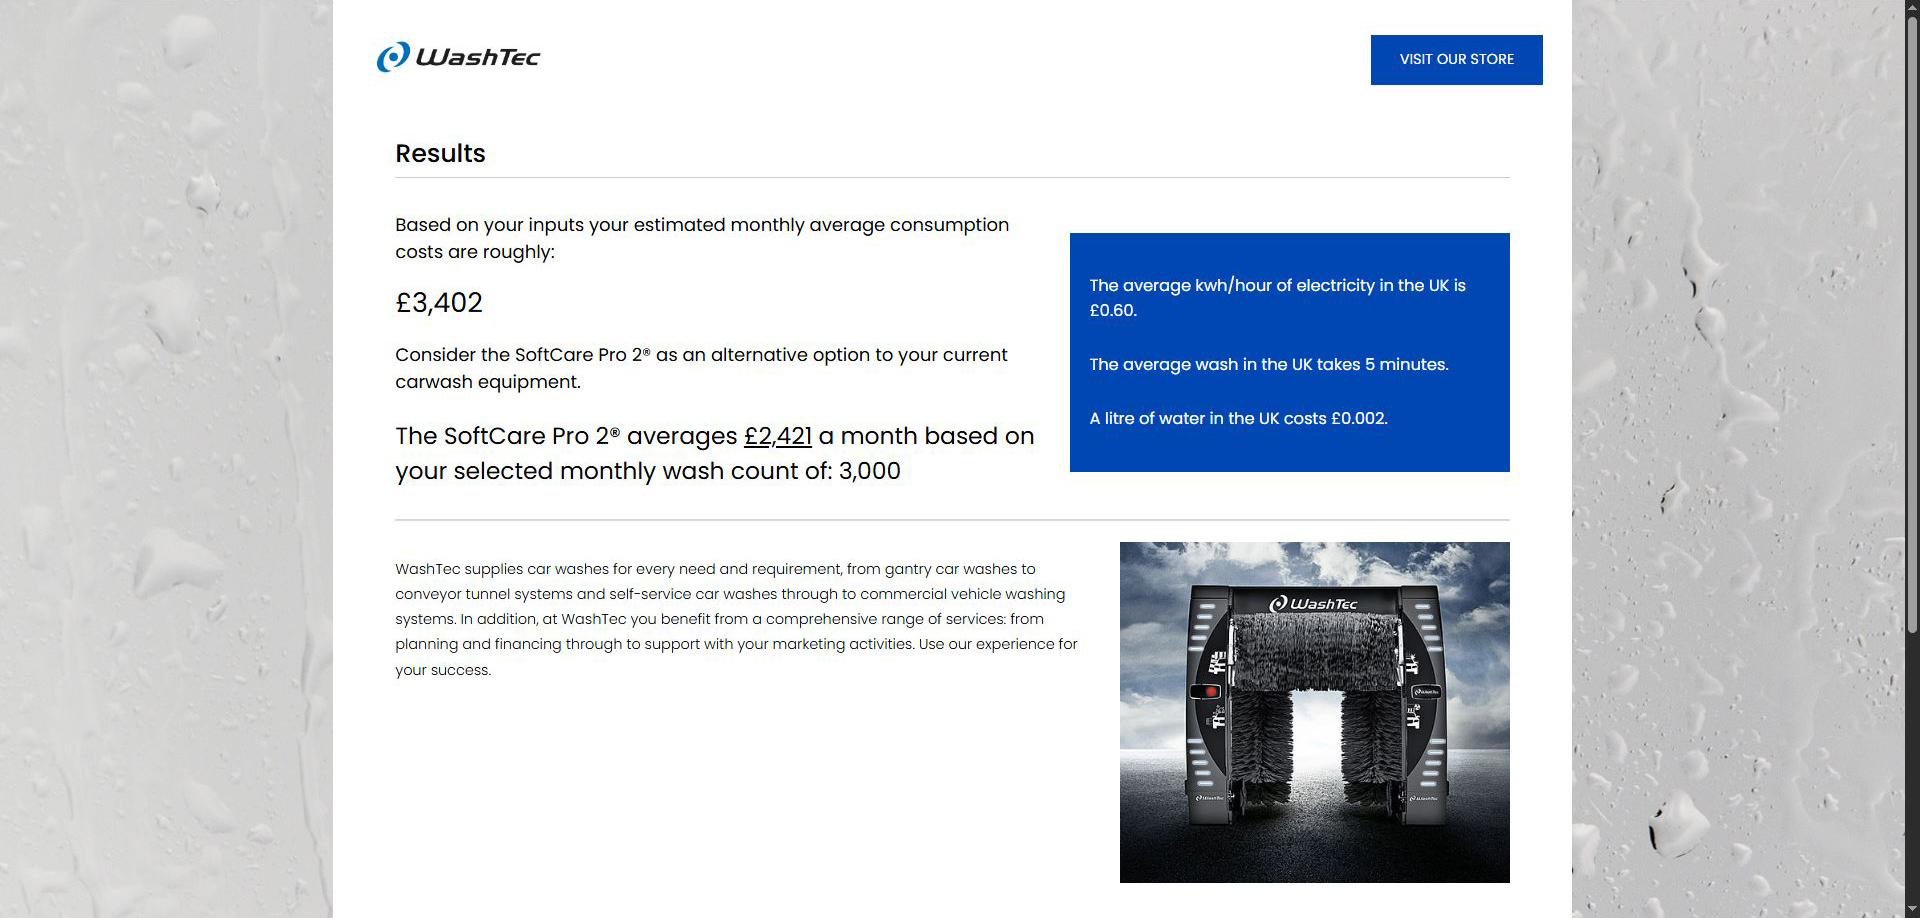 WashTec
VISIT OUR STORE
Results
Based on your inputs your estimated monthly average consumption
costs are roughly:
£3,402
Consider the SoftCare Pro 2® as an alternative option to your current
carwash equipment.
The SoftCare Pro 2® averages £2,421 a month based on
your selected monthly wash count of: 3,000
The average kwh/hour of electricity in the UK is
£0.60.
The average wash in the UK takes 5 minutes.
A litre of water in the UK costs £0.002.
WashTec supplies car washes for every need and requirement, from gantry car washes to
conveyor tunnel systems and self-service car washes through to commercial vehicle washing
systems. In addition, at WashTec you benefit from a comprehensive range of services: from
planning and financing through to support with your marketing activities. Use our experience for
your success.
WashTec
WashTec
WashTec
WashTec